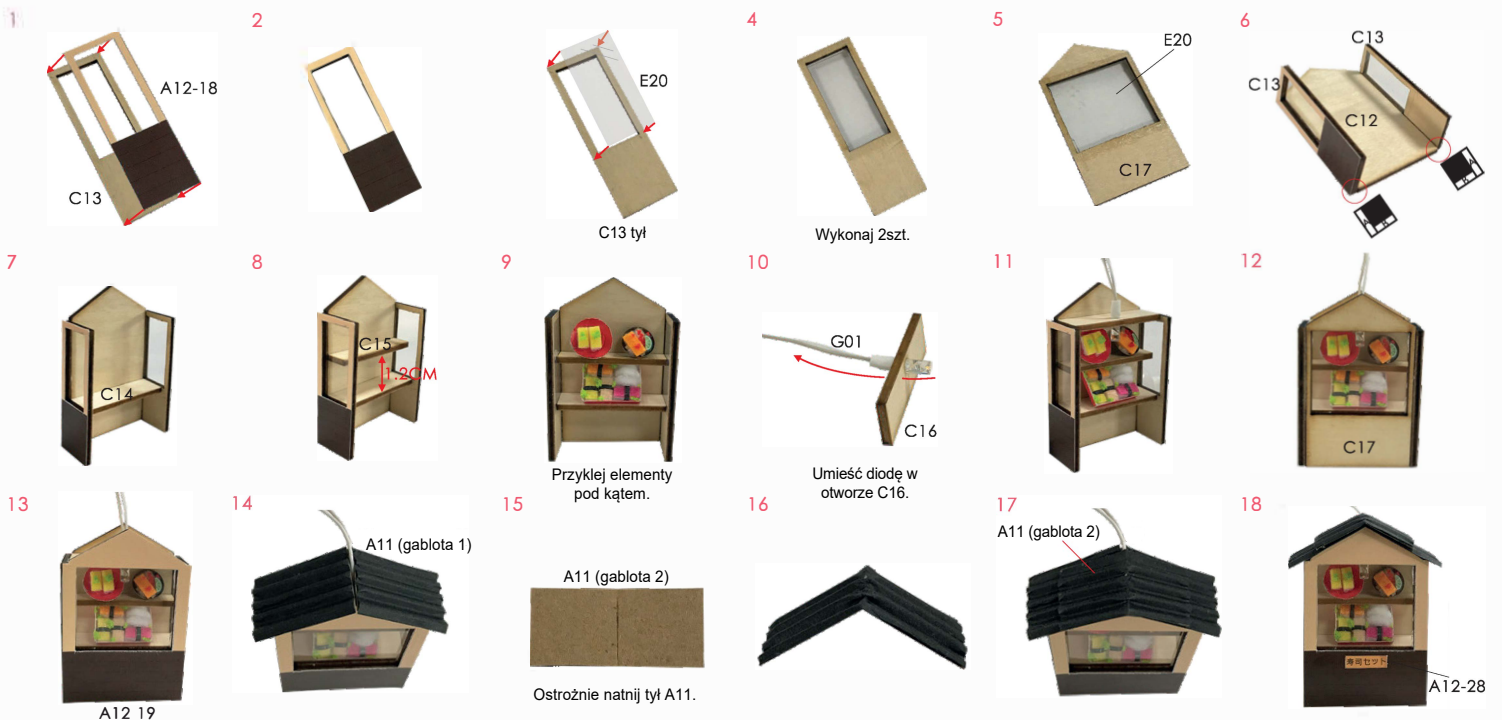 1
A12-18
C13
2
E20
C13 tył
4
Wykonaj 2szt.
5
E20
C17
6
C13
C13
C12
A
B
A
B
7
C14
8
C15
1.2CM
9
Przyklej elementy
pod kątem.
10
G01
C16
Umieść diodę w
otworze C16.
11
12
C17
13
A12 19
14
A11 (gablota 1)
15
A11 (gablota 2)
Ostrożnie natnij tył A11.
16
17
A11 (gablota 2)
18
寿司セット
A12-28